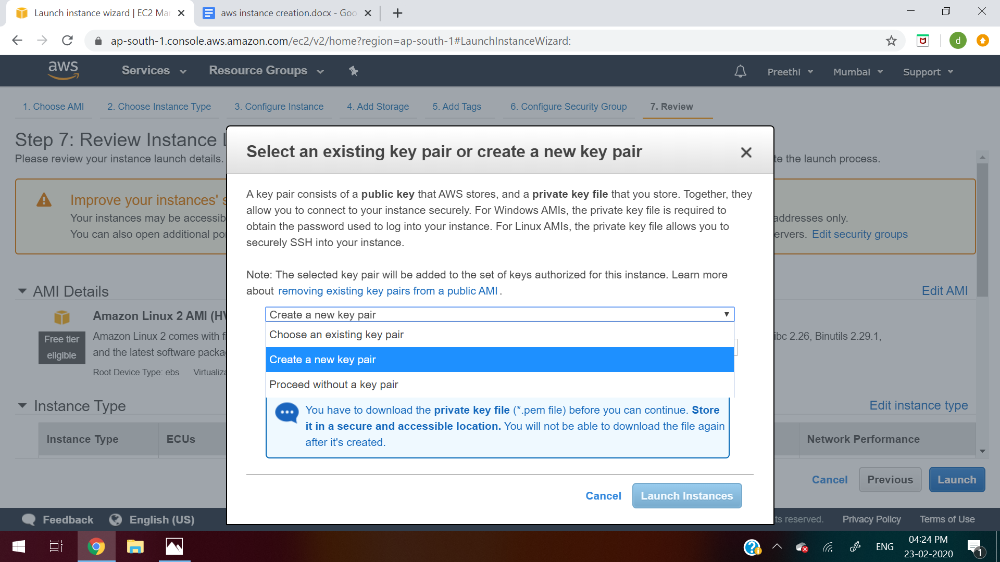 Launch instance wizard | EC2 Ma
aws instance creation.docx - Goo
ap-south-1.console.aws.amazon.com/ec2/v2/home?region=ap-south-1#LaunchInstanceWizard:
d
aws
Services
Resource Groups
Preethi
Mumbai
Support
1. Choose AMI
2. Choose Instance Type
3. Configure Instance
4. Add Storage
5. Add Tags
6. Configure Security Group
7. Review
Step 7: Review Instance
Please review your instance launch details.
te the launch process.
Improve your instances' s
Your instances may be accessib
addresses only.
You can also open additional po
ervers. Edit security groups
AMI Details
Edit AMI
Amazon Linux 2 AMI (HV
Free tier
eligible
Amazon Linux 2 comes with fi
ibc 2.26, Binutils 2.29.1,
and the latest software packa
Root Device Type: ebs Virtualiza
Instance Type
Edit instance type
Instance Type
ECUs
Network Performance
Cancel
Previous
Launch
Select an existing key pair or create a new key pair
A key pair consists of a public key that AWS stores, and a private key file that you store. Together, they
allow you to connect to your instance securely. For Windows AMIs, the private key file is required to
obtain the password used to log into your instance. For Linux AMIs, the private key file allows you to
securely SSH into your instance.
Note: The selected key pair will be added to the set of keys authorized for this instance. Learn more
about removing existing key pairs from a public AMI.
Create a new key pair
Choose an existing key pair
Create a new key pair
Proceed without a key pair
You have to download the private key file (*.pem file) before you can continue. Store
it in a secure and accessible location. You will not be able to download the file again
after it's created.
Cancel
Launch Instances
Feedback
English (US)
ts reserved.
Privacy Policy
Terms of Use
ENG
04:24 PM
23-02-2020
1